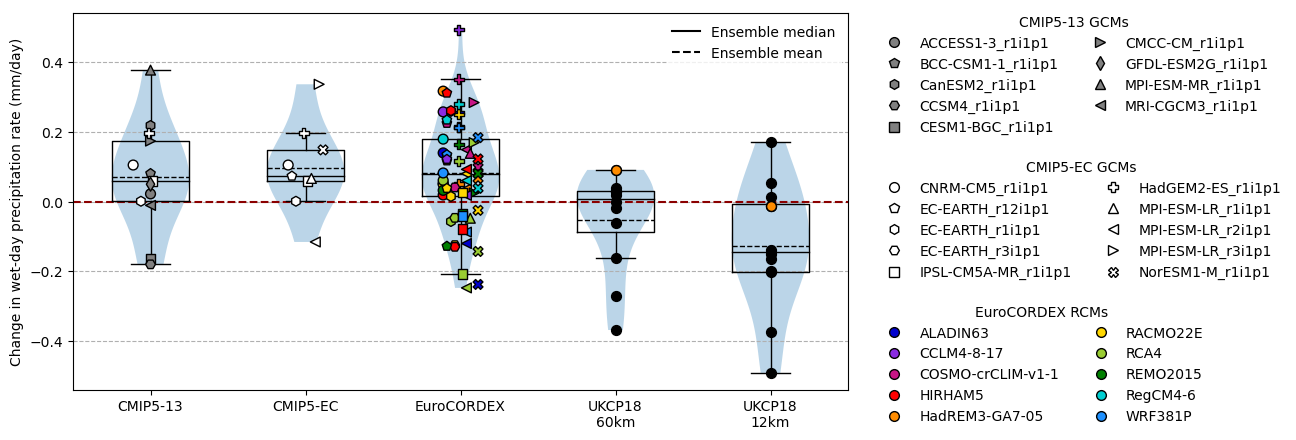 Change in wet-day precipitation rate (mm/day)
0.4
0.2
0.0
−0.2
−0.4
Ensemble median
Ensemble mean
CMIP5-13
CMIP5-EC
EuroCORDEX
UKCP18
60km
UKCP18
12km
CMIP5-13 GCMs
ACCESS1-3_r1i1p1
BCC-CSM1-1_r1i1p1
CanESM2_r1i1p1
CCSM4_r1i1p1
CESM1-BGC_r1i1p1
CMCC-CM_r1i1p1
GFDL-ESM2G_r1i1p1
MPI-ESM-MR_r1i1p1
MRI-CGCM3_r1i1p1
CMIP5-EC GCMs
CNRM-CM5_r1i1p1
EC-EARTH_r12i1p1
EC-EARTH_r1i1p1
EC-EARTH_r3i1p1
IPSL-CM5A-MR_r1i1p1
HadGEM2-ES_r1i1p1
MPI-ESM-LR_r1i1p1
MPI-ESM-LR_r2i1p1
MPI-ESM-LR_r3i1p1
NorESM1-M_r1i1p1
EuroCORDEX RCMs
ALADIN63
CCLM4-8-17
COSMO-crCLIM-v1-1
HIRHAM5
HadREM3-GA7-05
RACMO22E
RCA4
REMO2015
RegCM4-6
WRF381P